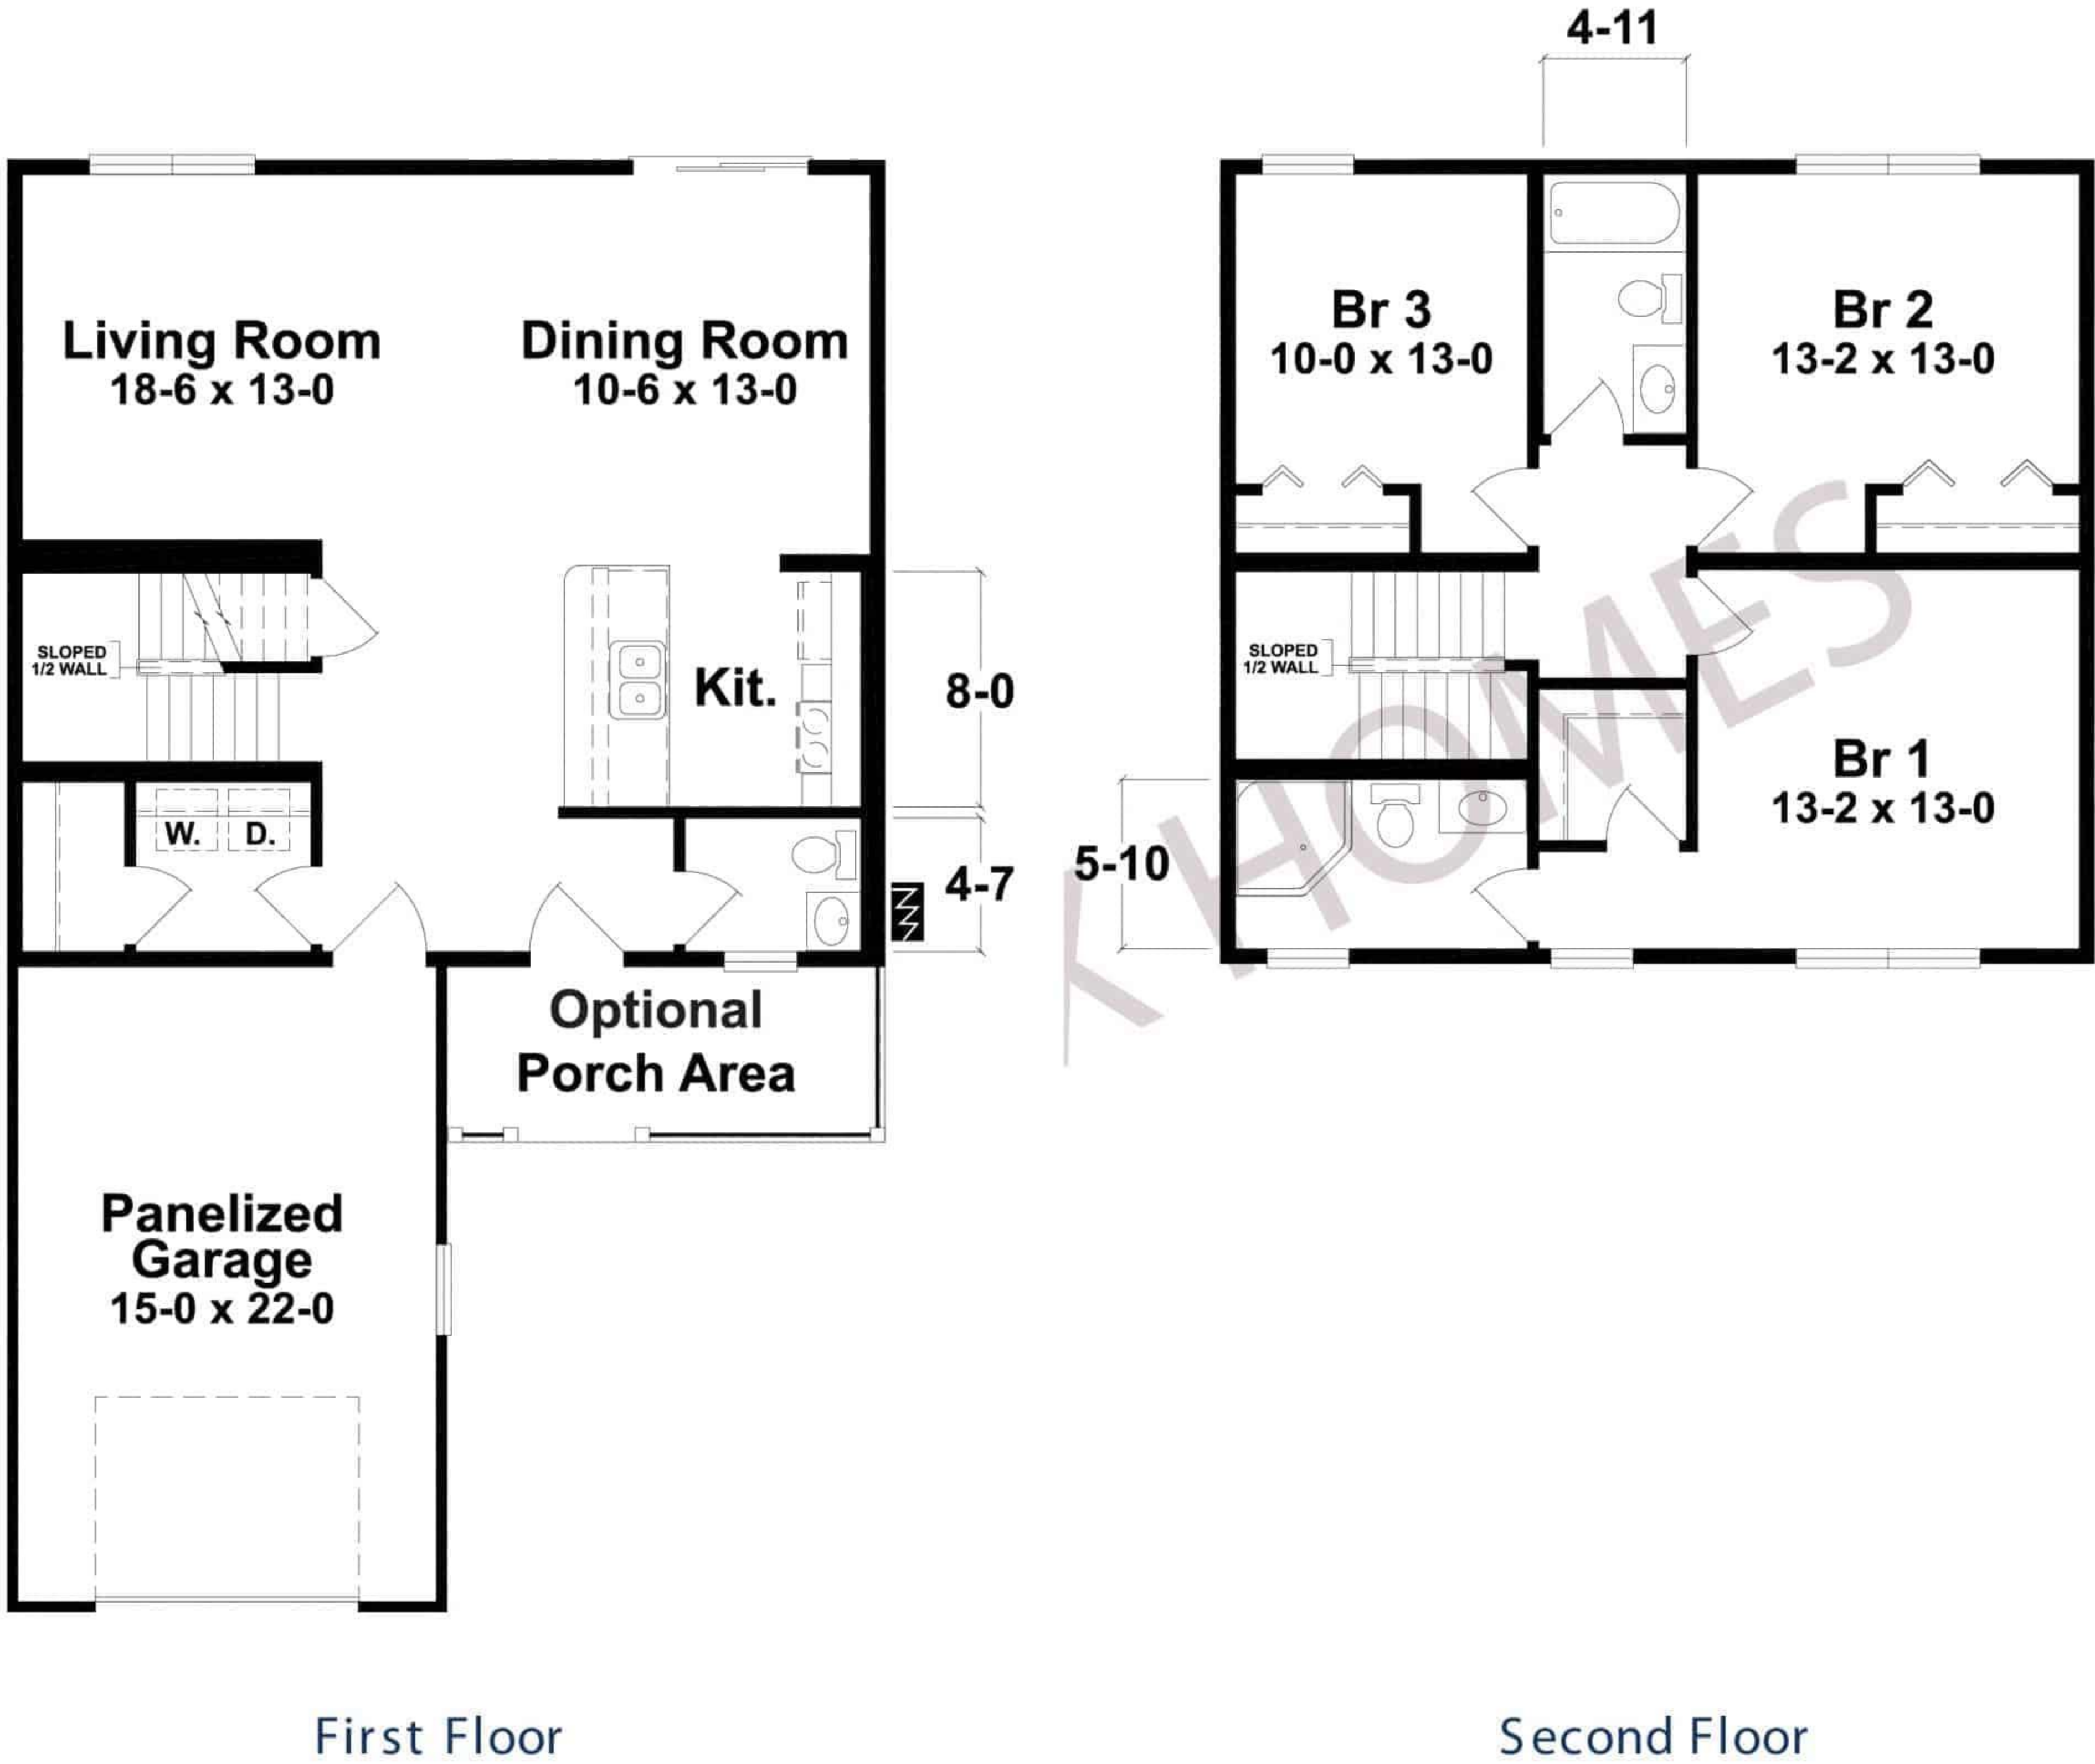 4-11
Living Room
18-6 x 13-0
Dining Room
10-6 x 13-0
SLOPED
1/2 WALL
Kit.
8-0
W. D.
4-7
Optional
Porch Area
Panelized
Garage
15-0 x 22-0
First Floor
Br 3
10-0 x 13-0
Br 2
13-2 x 13-0
SLOPED
1/2 WALL
Br 1
13-2 x 13-0
5-10
K HOMES
Second Floor